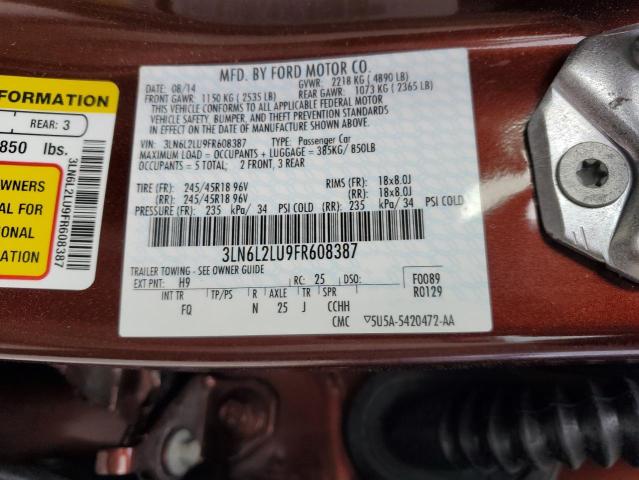 FORMATION
REAR: 3
850 lbs.
WNERS
AL FOR
ORE
ON.
3LN6L2LU9FR608387
MFD. BY FORD MOTOR CO.
DATE: 08/14 GVWR: 2218 KG ( 4890 LB)
FRONT GAWR: 1150 KG ( 2535 LB) REAR GAWR: 1073 KG ( 2365 LB)
THIS VEHICLE CONFORMS TO ALL APPLICABLE FEDERAL MOTOR
VEHICLE SAFETY, BUMPER, AND THEFT PREVENTION STANDARDS
IN EFFECT ON THE DATE OF MANUFACTURE SHOWN ABOVE.
VIN: 3LN6L2LU9FR608387 TYPE: Passenger Car
MAXIMUM LOAD = OCCUPANTS + LUGGAGE = 385KG/ 850LB
OCCUPANTS = 5 TOTAL; 2 FRONT, 3 REAR
TIRE (FR): 245/45R18 96V RIMS (FR): 18x8.0J
(RR): 245/45R18 96V (RR): 18x8.0J
PRESSURE (FR): 235 kPa/ 34 PSI COLD (RR): 235 kPa/ 34 PSI COLD
3LN6L2LU9FR608387
TRAILER TOWING - SEE OWNER GUIDE
EXT PNT: H9 RC: 25 DSO: F0089
INT TR TP/PS R AXLE TR SPR R0129
FQ N 25 J CCHH
CMC ▽5U5A-5420472-AA